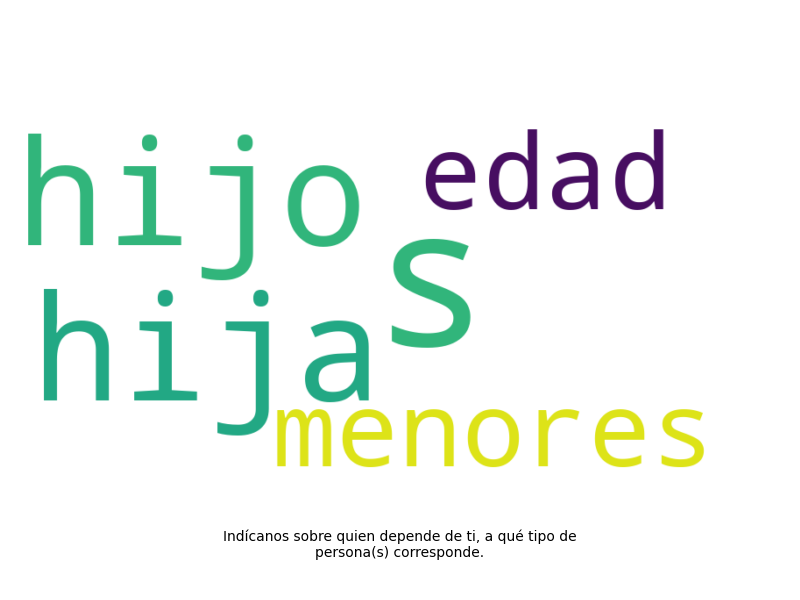 hijo edad
s
hija
menores
Indícanos sobre quien depende de ti, a qué tipo de
persona(s) corresponde.